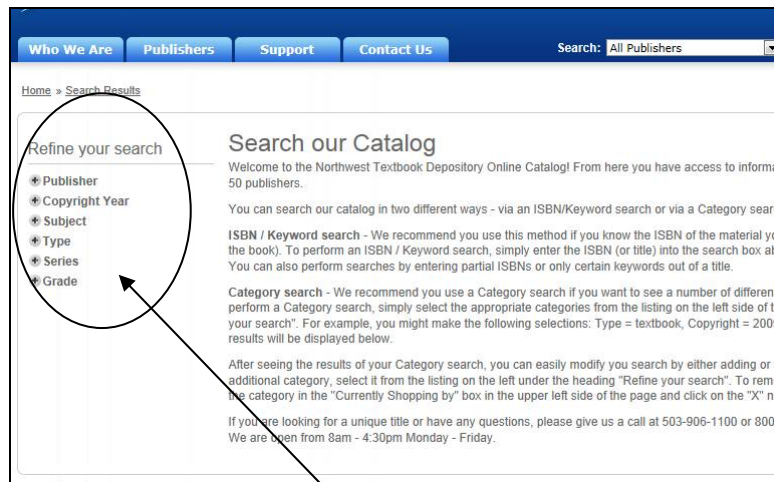 Who We Are Publishers Support Contact Us Search: All Publishers
Home » Search Results
Refine your search
Publisher
Copyright Year
Subject
Type
Series
Grade
Search our Catalog
Welcome to the Northwest Textbook Depository Online Catalog! From here you have access to
50 publishers.
You can search our catalog in two different ways - via an ISBN/Keyword search or via a Category
ISBN / Keyword search - We recommend you use this method if you know the ISBN of the material
the book). To perform an ISBN / Keyword search, simply enter the ISBN (or title) into the search box
You can also perform searches by entering partial ISBNs or only certain keywords out of a title.
Category search - We recommend you use a Category search if you want to see a number of
perform a Category search, simply select the appropriate categories from the listing on the left side of
your search". For example, you might make the following selections: Type = textbook, Copyright =
results will be displayed below.
After seeing the results of your Category search, you can easily modify you search by either adding or
additional category, select it from the listing on the left under the heading "Refine your search". To
the category in the "Currently Shopping by" box in the upper left side of the page and click on the "X"
If you are looking for a unique title or have any questions, please give us a call at 503-906-1100 or 800
We are open from 8am - 4:30pm Monday - Friday.